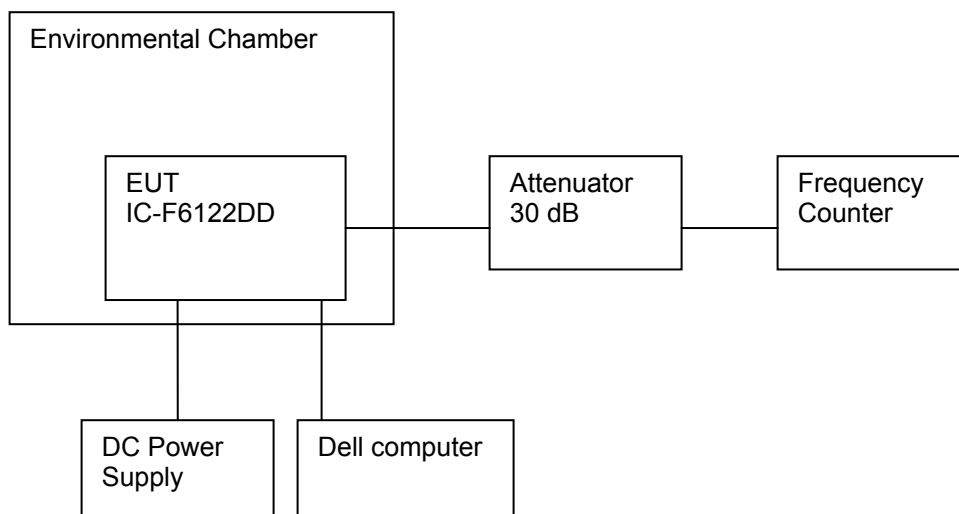 Environmental Chamber
EUT
IC-F6122DD
Attenuator
30 dB
Frequency
Counter
DC Power
Supply
Dell computer